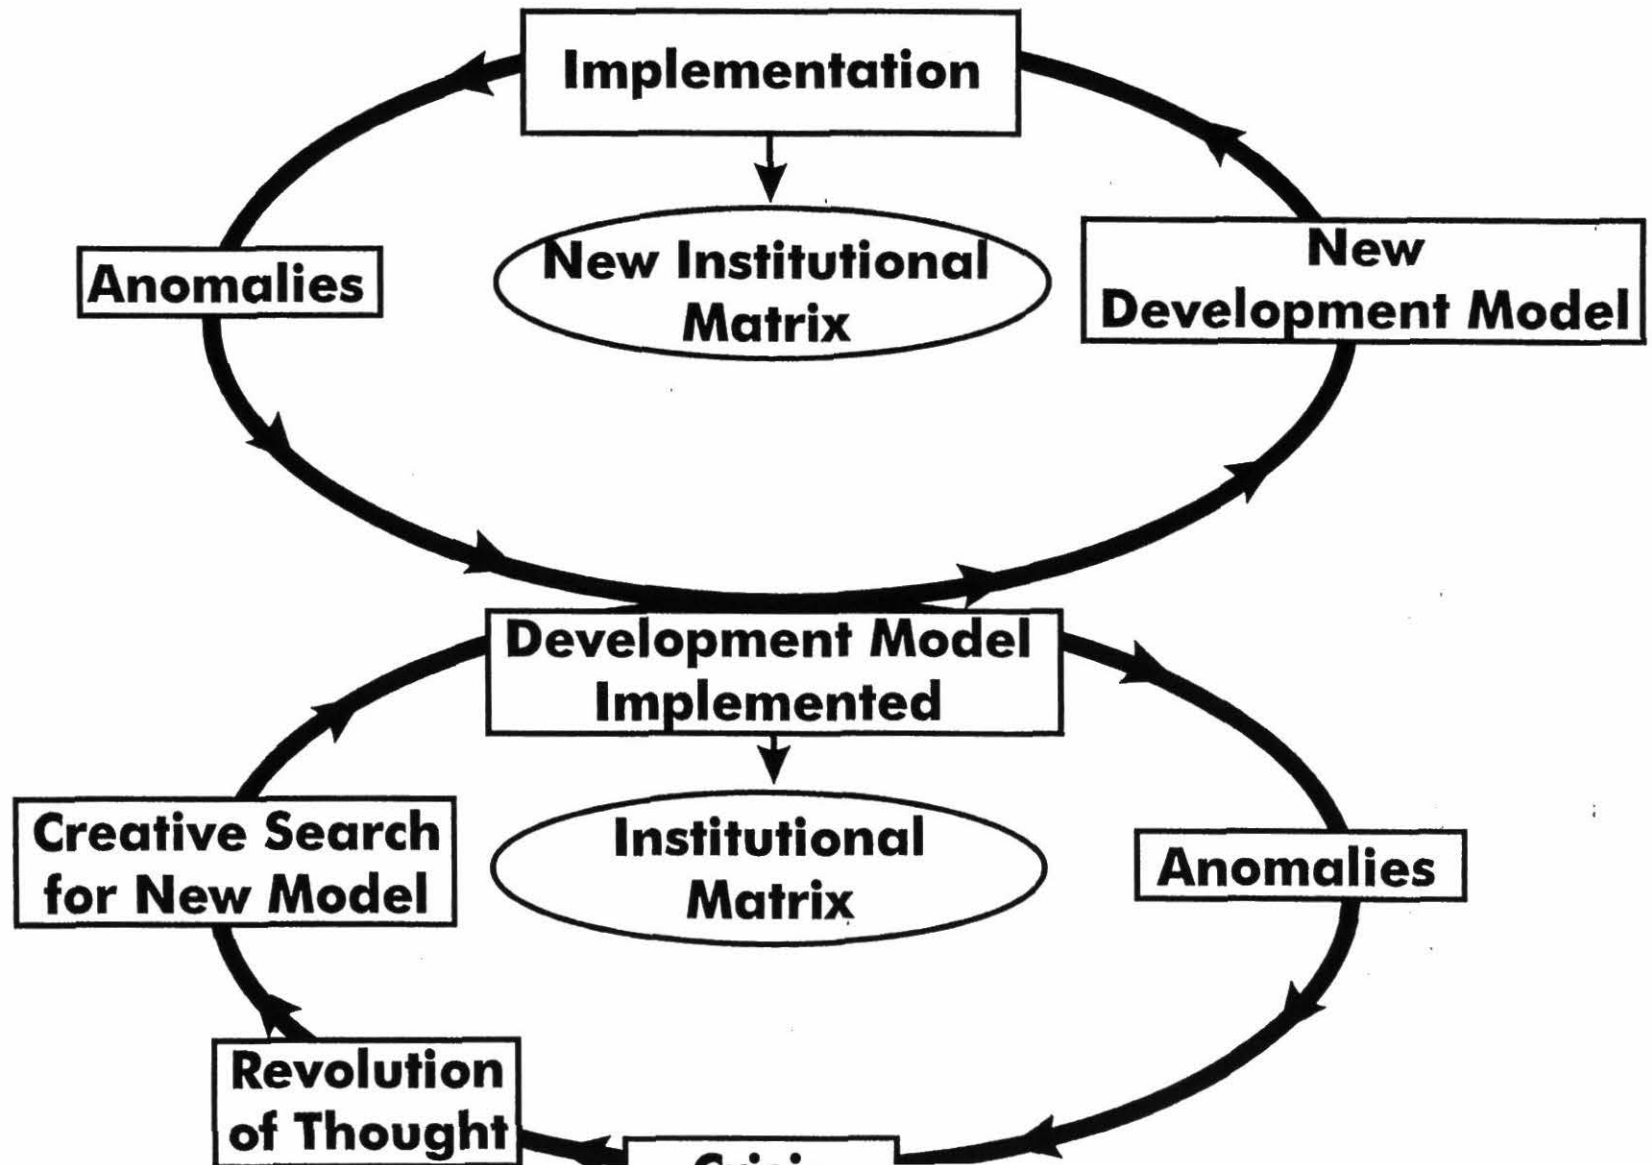 Implementation
New Institutional
Matrix
Anomalies
New
Development Model
Development Model
Implemented
Institutional
Matrix
Creative Search
for New Model
Anomalies
Revolution
of Thought